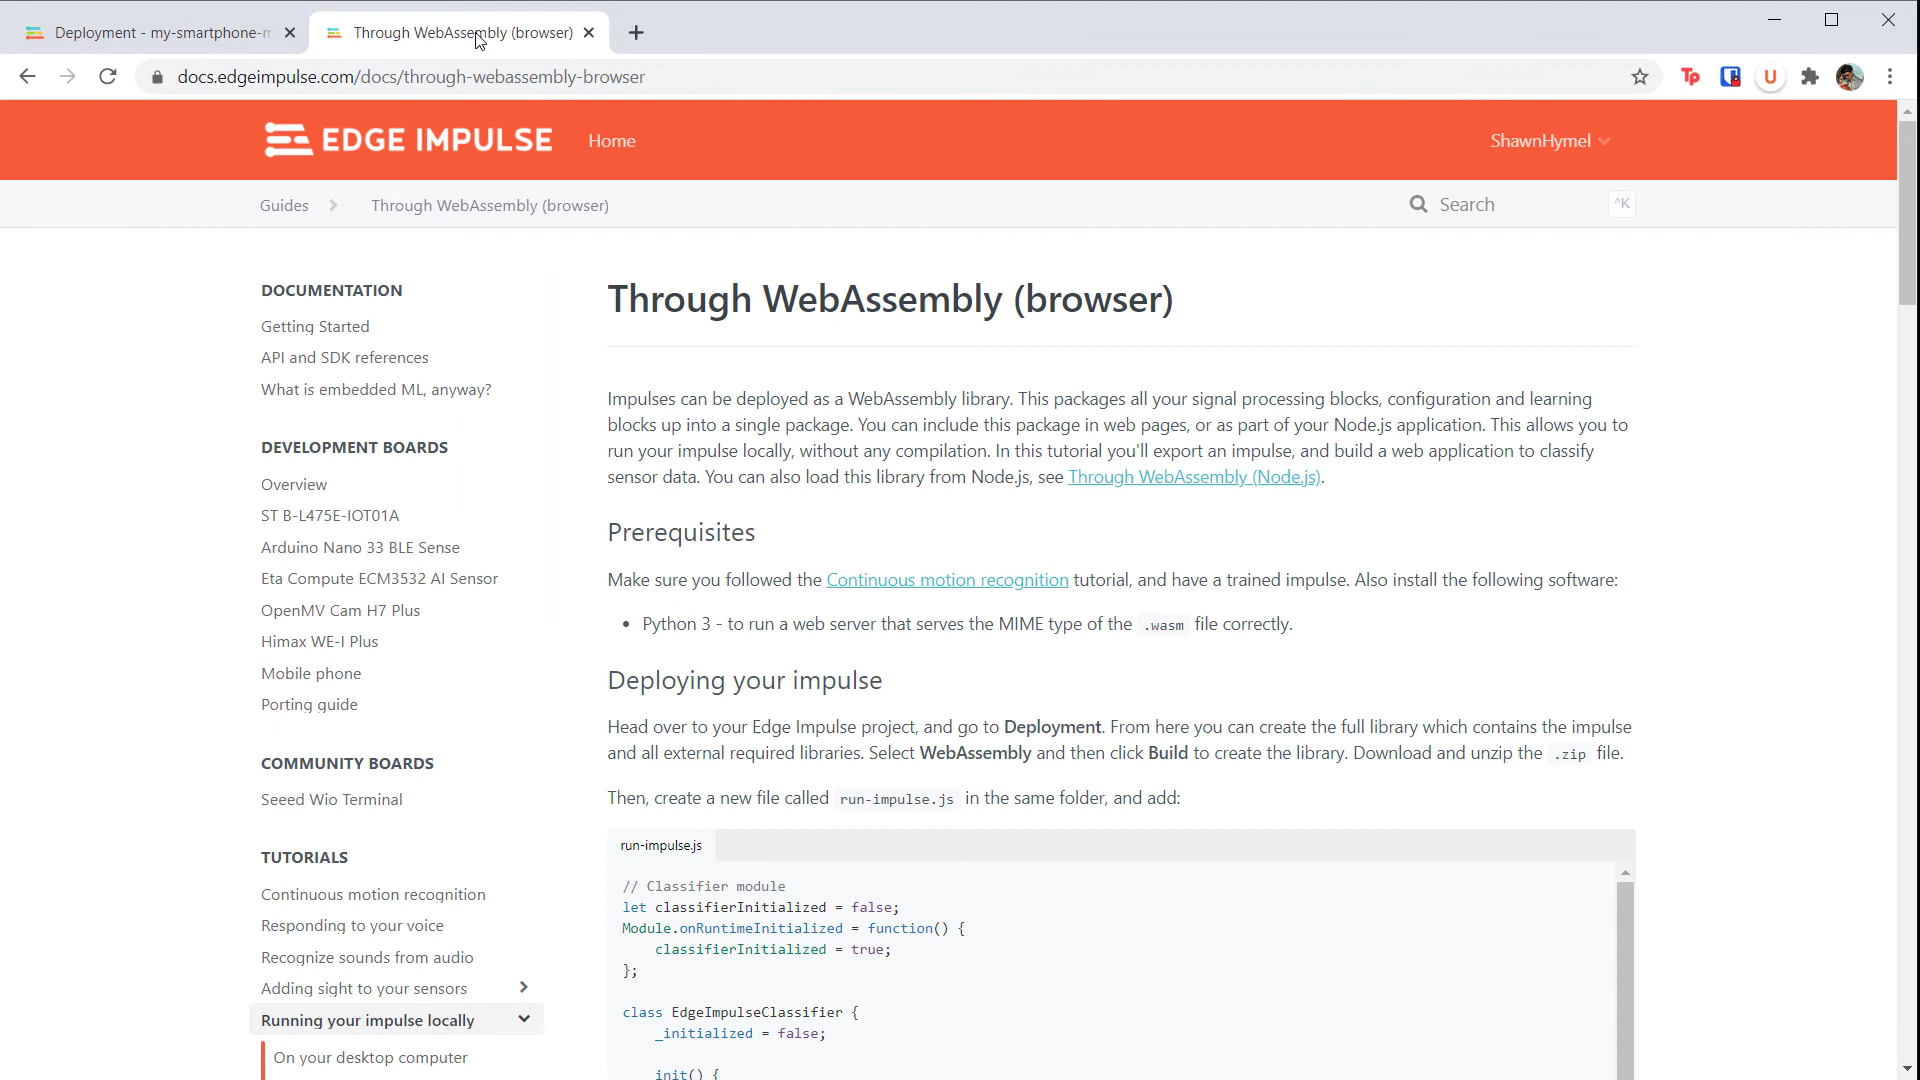 Deployment - my-smartphone-m
Through WebAssembly (browser)
docs.edgeimpulse.com/docs/through-webassembly-browser
Tp
U
EDGE IMPULSE
Home
ShawnHymel
Guides
Through WebAssembly (browser)
Search
^K
DOCUMENTATION
Getting Started
API and SDK references
What is embedded ML, anyway?
DEVELOPMENT BOARDS
Overview
ST B-L475E-IOT01A
Arduino Nano 33 BLE Sense
Eta Compute ECM3532 AI Sensor
OpenMV Cam H7 Plus
Himax WE-I Plus
Mobile phone
Porting guide
COMMUNITY BOARDS
Seeed Wio Terminal
TUTORIALS
Continuous motion recognition
Responding to your voice
Recognize sounds from audio
Adding sight to your sensors
Running your impulse locally
On your desktop computer
Through WebAssembly (browser)
Impulses can be deployed as a WebAssembly library. This packages all your signal processing blocks, configuration and learning
blocks up into a single package. You can include this package in web pages, or as part of your Node.js application. This allows you to
run your impulse locally, without any compilation. In this tutorial you'll export an impulse, and build a web application to classify
sensor data. You can also load this library from Node.js, see Through WebAssembly (Node.js).
Prerequisites
Make sure you followed the Continuous motion recognition tutorial, and have a trained impulse. Also install the following software:
• Python 3 - to run a web server that serves the MIME type of the .wasm file correctly.
Deploying your impulse
Head over to your Edge Impulse project, and go to Deployment. From here you can create the full library which contains the impulse
and all external required libraries. Select WebAssembly and then click Build to create the library. Download and unzip the .zip file.
Then, create a new file called run-impulse.js in the same folder, and add:
run-impulse.js
// Classifier module
let classifierInitialized = false;
Module.onRuntimeInitialized = function() {
classifierInitialized = true;
};
class EdgeImpulseClassifier {
_initialized = false;
init() {